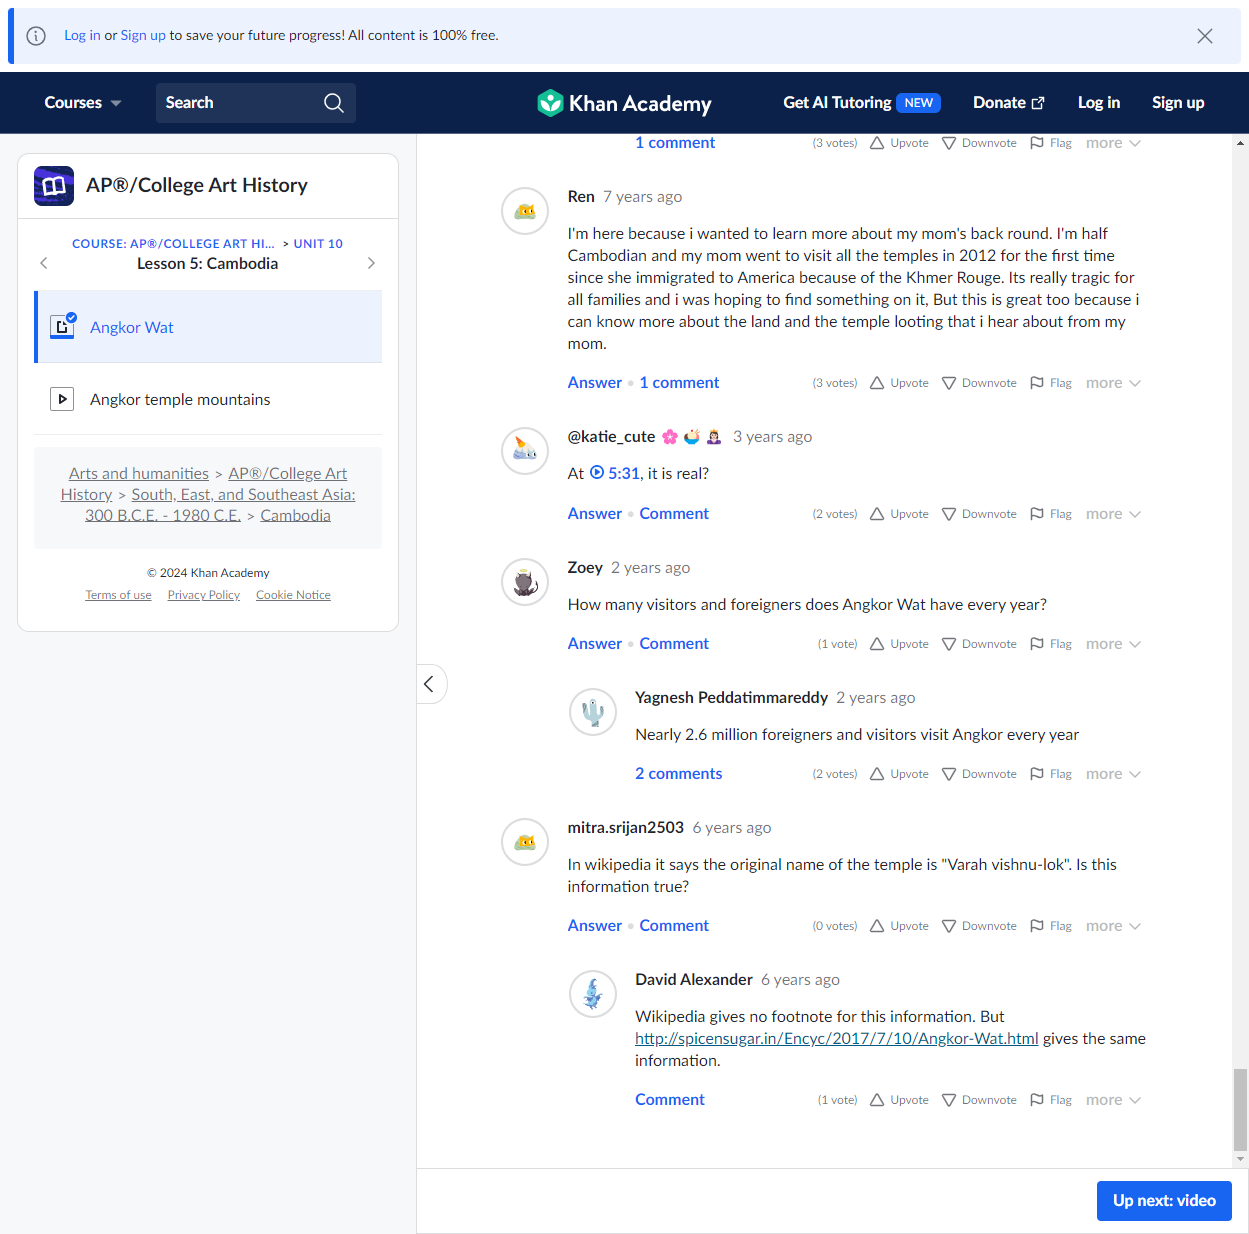 Log in or Sign up to save your future progress! All content is 100% free.
Courses
Search
Khan Academy
Get AI Tutoring NEW
Donate
Log in
Sign up
AP®/College Art History
COURSE: AP®/COLLEGE ART HI... > UNIT 10
Lesson 5: Cambodia
Angkor Wat
Angkor temple mountains
Arts and humanities > AP®/College Art
History > South, East, and Southeast Asia:
300 B.C.E. - 1980 C.E. > Cambodia
© 2024 Khan Academy
Terms of use Privacy Policy Cookie Notice
1 comment (3 votes) Upvote Downvote Flag more
Ren 7 years ago
I'm here because i wanted to learn more about my mom's back round. I'm half
Cambodian and my mom went to visit all the temples in 2012 for the first time
since she immigrated to America because of the Khmer Rouge. Its really tragic for
all families and i was hoping to find something on it, But this is great too because i
can know more about the land and the temple looting that i hear about from my
mom.
Answer • 1 comment (3 votes) Upvote Downvote Flag more
@katie_cute 🌸 🏐 👸🏻 3 years ago
At 5:31, it is real?
Answer • Comment (2 votes) Upvote Downvote Flag more
Zoey 2 years ago
How many visitors and foreigners does Angkor Wat have every year?
Answer • Comment (1 vote) Upvote Downvote Flag more
Yagnesh Peddatimmareddy 2 years ago
Nearly 2.6 million foreigners and visitors visit Angkor every year
2 comments (2 votes) Upvote Downvote Flag more
mitra.srijan2503 6 years ago
In wikipedia it says the original name of the temple is "Varah vishnu-lok". Is this
information true?
Answer • Comment (0 votes) Upvote Downvote Flag more
David Alexander 6 years ago
Wikipedia gives no footnote for this information. But
http://spicensugar.in/Encyc/2017/7/10/Angkor-Wat.html gives the same
information.
Comment (1 vote) Upvote Downvote Flag more
Up next: video